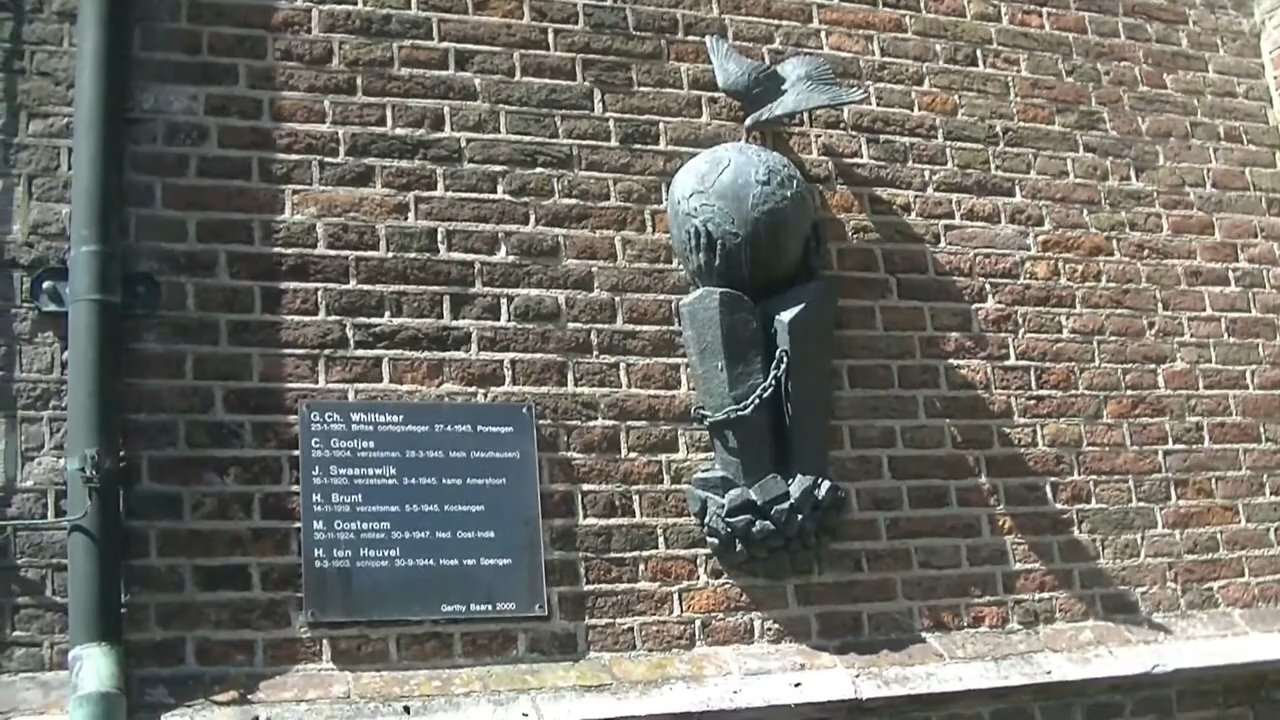 G.Ch. Whittaker
23-1-1921, Britse oorlogsvlieger, 27-4-1943, Portengen
C. Gootjes
28-3-1904, verzetsman, 28-3-1945, Melk (Mauthausen)
J. Swaanswijk
16-1-1920, verzetsman, 3-4-1945, kamp Amersfoort
H. Brunt
14-11-1919, verzetsman, 5-5-1945, Kockengen
M. Oosterom
30-11-1924, militair, 30-9-1947, Ned. Oost-Indië
H. ten Heuvel
9-3-1903, schipper, 30-9-1944, Hoek van Spengen
Gerthy Baars 2000